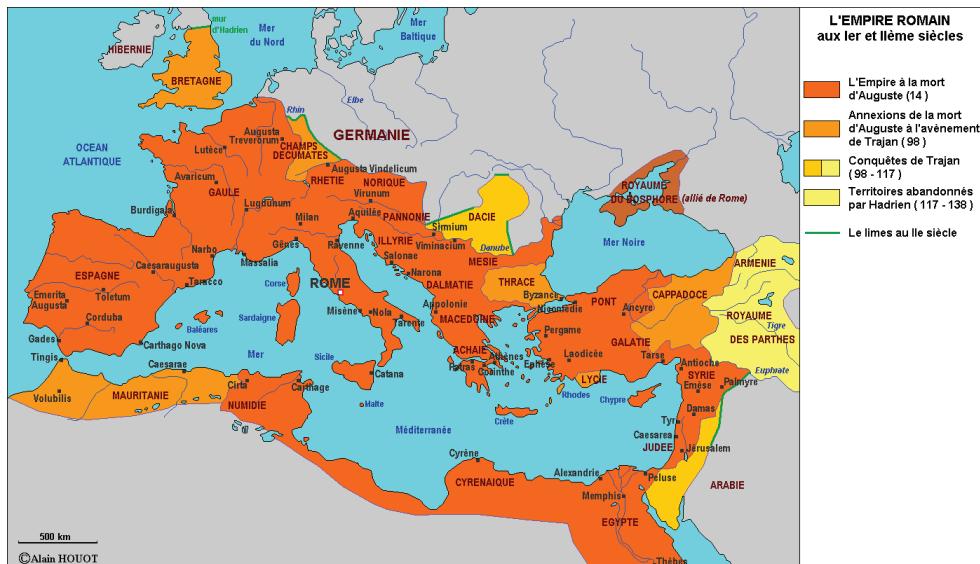 L'EMPIRE ROMAIN
aux Ier et IIème siècles
L'Empire à la mort
d'Auguste (14 )
Annexions de la mort
d'Auguste à l'avènement
de Trajan (98 )
Conquêtes de Trajan
(98 - 117)
Territoires abandonnés
par Hadrien (117 - 138)
Le limes au IIe siècle
mur
d'Hadrien
HIBERNIE
BRETAGNE
Mer
du Nord
Mer
Baltique
OCEAN
ATLANTIQUE
Rhin
Elbe
GERMANIE
Augusta
Treverorum
CHAMPS
DECUMATES
Lutèce
Augusta Vindelicum
RHETIE
NORIQUE
Avaricum
GAULE
Virunum
Lugdunum
Burdigala
Milan
Aquilée
PANNONIE
DACIE
Sirmium
ROYAUME
DU BOSPHORE
(allié de Rome)
Gênes
Ravenne
ILLYRIE
Viminacium
Danube
Mer Noire
Narbo
Massalia
Salonae
MESIE
ARMENIE
ESPAGNE
Caesaraugusta
Taracco
Corse
ROME
Narona
DALMATIE
THRACE
CAPPADOCE
Emerita
Augusta
Toletum
Byzance
Nicomédie
PONT
Ancyre
ROYAUME
DES PARTHES
Tigre
Corduba
Baléares
Sardaigne
Misène
Nola
Tarente
Appolonie
MACEDOINE
Pergame
GALATIE
Gades
Tingis
Carthago Nova
Mer
Sicile
ACHAIE
Athènes
Patras
Corinthe
Ephèse
Laodicée
Tarse
Antioche
Euphrate
Caesarae
Cirta
Carthage
Catana
LYCIE
SYRIE
Emèse
Palmyre
Volubilis
MAURITANIE
NUMIDIE
Malte
Rhodes
Chypre
Crète
Damas
Méditerranée
Tyr
Caesarea
JUDEE
Jérusalem
Cyrène
CYRENAIQUE
Alexandrie
Peluse
ARABIE
Memphis
EGYPTE
Thèbes
500 km
©Alain HOUOT